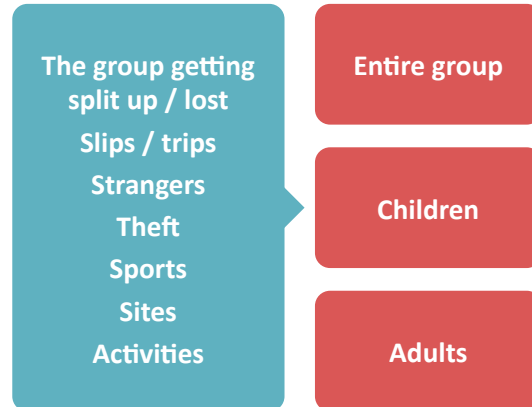 The group getting
split up / lost
Slips / trips
Strangers
Theft
Sports
Sites
Activities
Entire group
Children
Adults